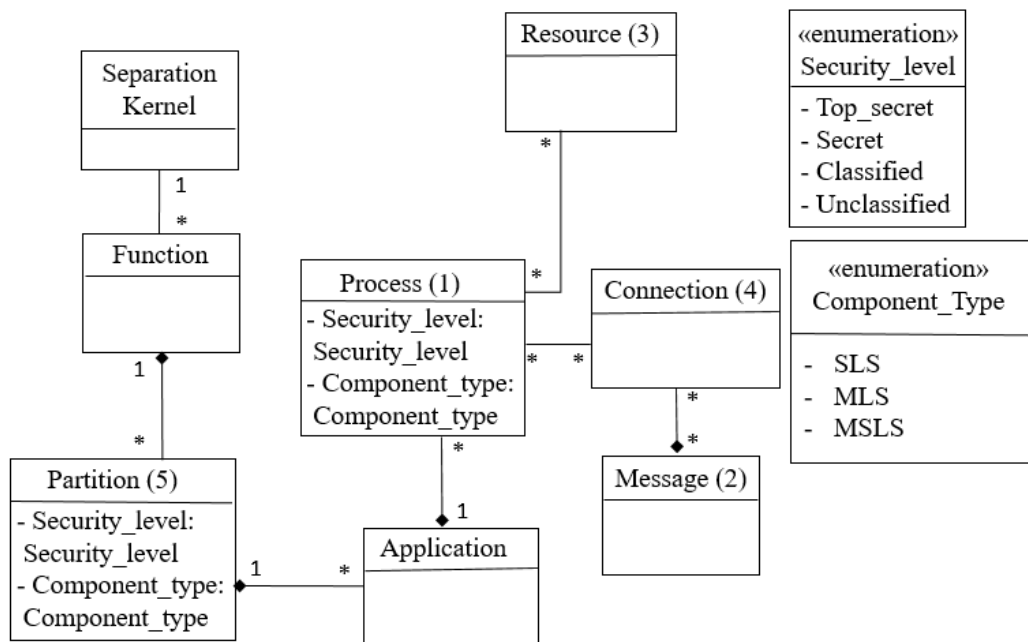 Resource (3)
«enumeration»
Security_level
- Top_secret
- Secret
- Classified
- Unclassified
Separation
Kernel
*
1
*
Function
«enumeration»
Component_Type
- SLS
- MLS
- MSLS
*
Process (1)
- Security_level:
Security_level
- Component_type:
Component_type
Connection (4)
*
*
1
*
*
*
*
Partition (5)
- Security_level:
Security_level
- Component_type:
Component_type
Message (2)
1
Application
1
*